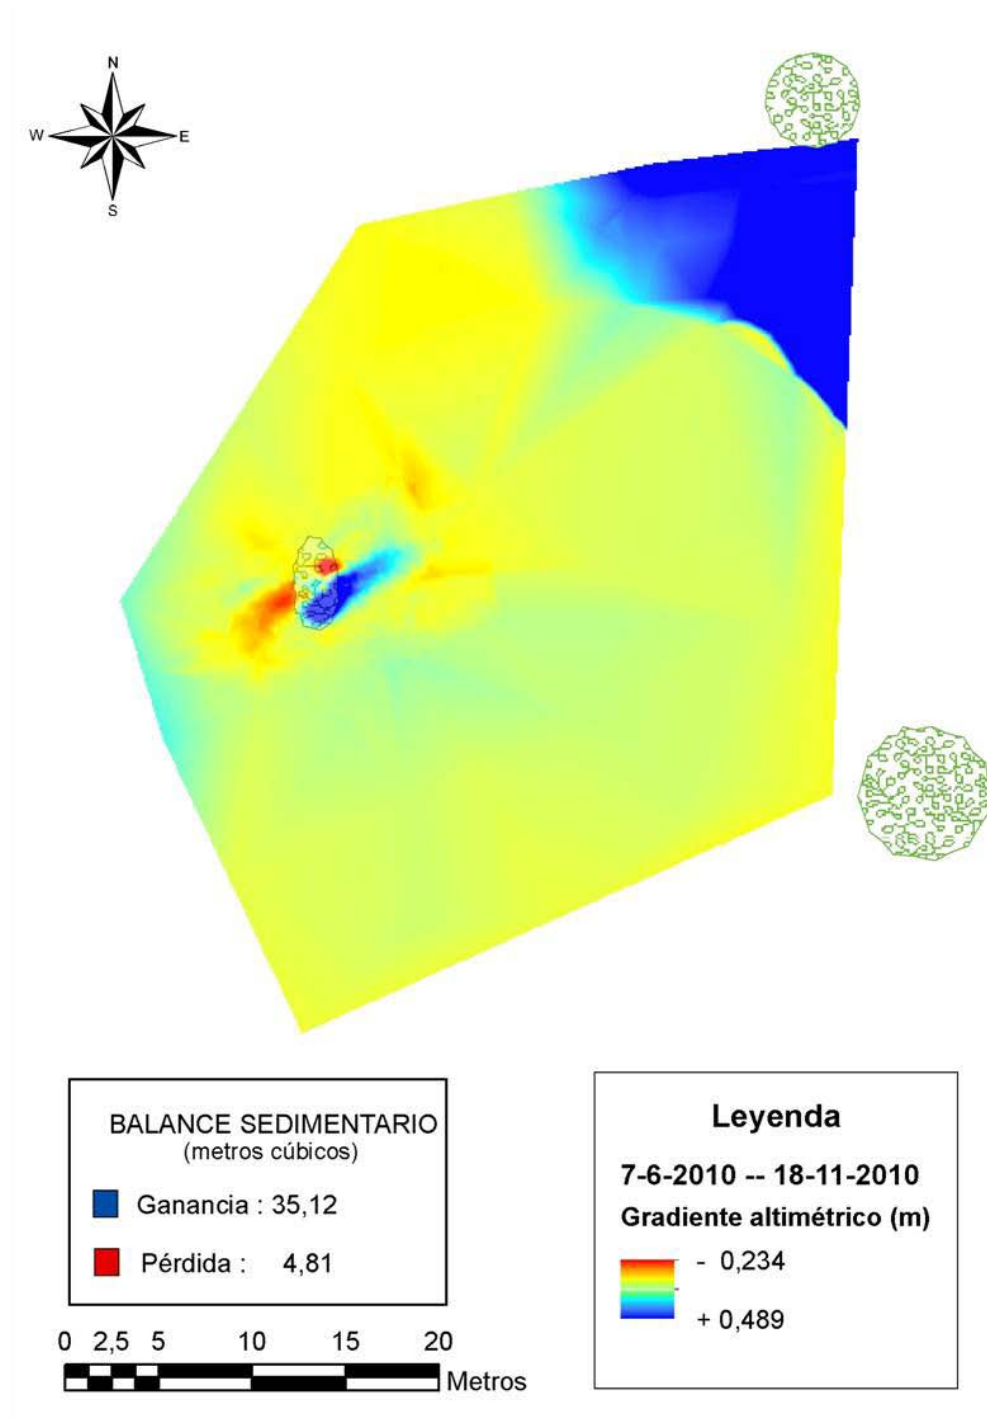 N
W E
S
BALANCE SEDIMENTARIO
(metros cúbicos)
Ganancia : 35,12
Pérdida : 4,81
0 2,5 5 10 15 20
Metros
Leyenda
7-6-2010 -- 18-11-2010
Gradiente altimétrico (m)
- 0,234
+ 0,489